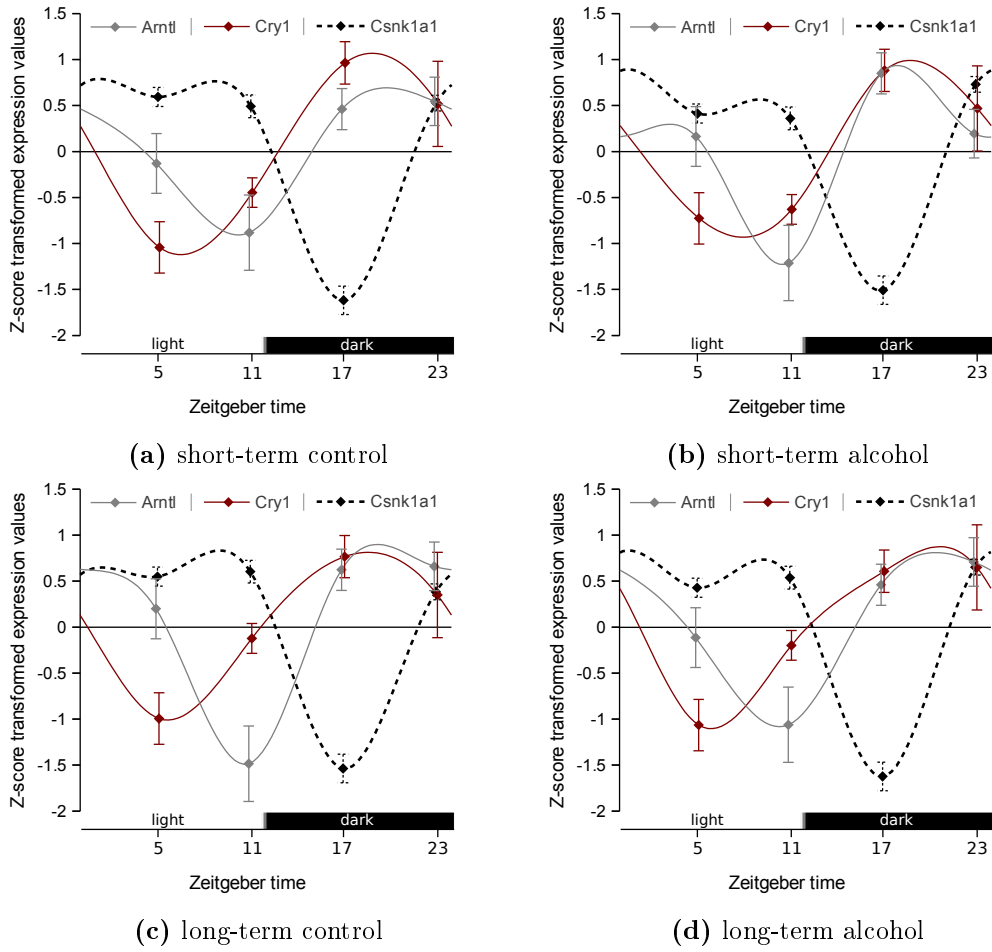 Z-score transformed expression values
1.5
1
0.5
0
-0.5
-1
-1.5
-2
Arntl | Cry1 | Csnk1a1
light
dark
5 11 17 23
Zeitgeber time
(a) short-term control
Z-score transformed expression values
1.5
1
0.5
0
-0.5
-1
-1.5
-2
Arntl | Cry1 | Csnk1a1
light
dark
5 11 17 23
Zeitgeber time
(b) short-term alcohol
Z-score transformed expression values
1.5
1
0.5
0
-0.5
-1
-1.5
-2
Arntl | Cry1 | Csnk1a1
light
dark
5 11 17 23
Zeitgeber time
(c) long-term control
Z-score transformed expression values
1.5
1
0.5
0
-0.5
-1
-1.5
-2
Arntl | Cry1 | Csnk1a1
light
dark
5 11 17 23
Zeitgeber time
(d) long-term alcohol